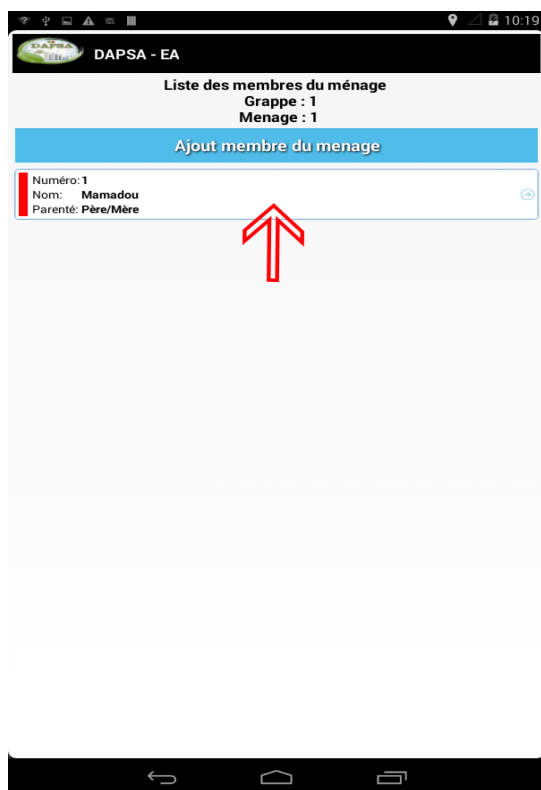 10:19
DAPSA
DAPSA - EA
Liste des membres du ménage
Grappe : 1
Menage : 1
Ajout membre du menage
Numéro: 1
Nom: Mamadou
Parenté: Père/Mère